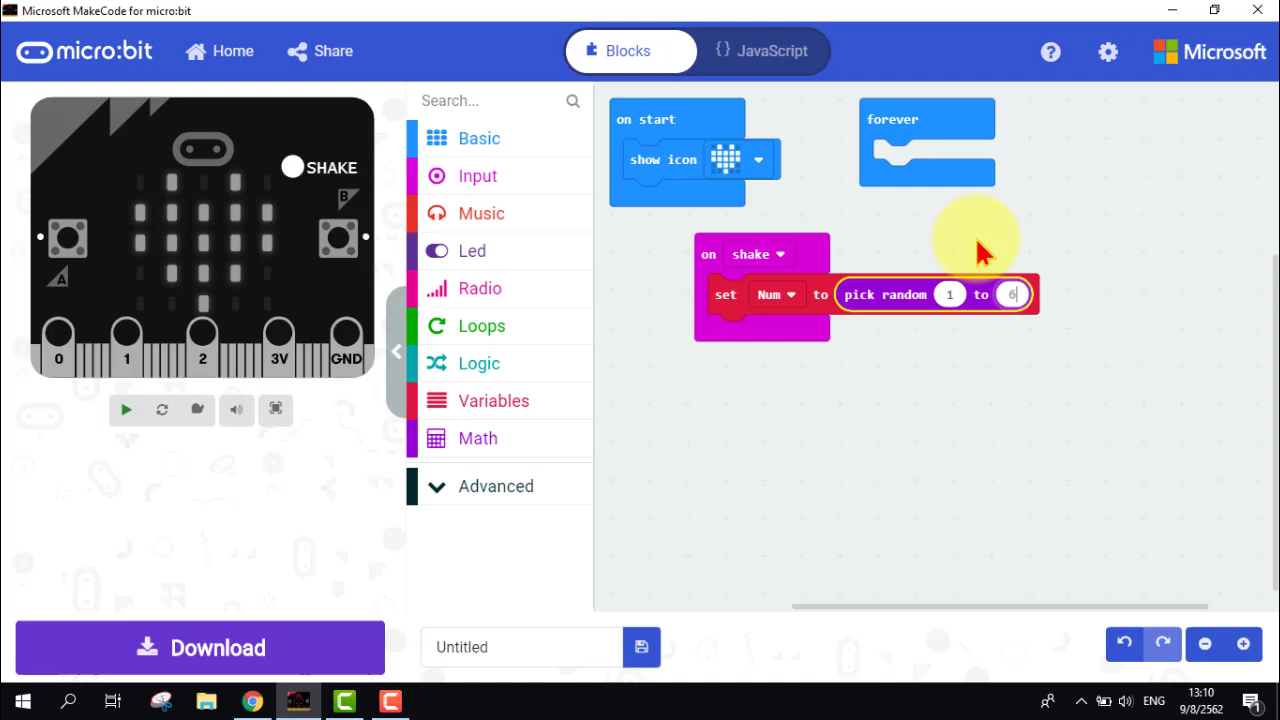 Microsoft MakeCode for micro:bit
micro:bit
Home
Share
Blocks
{} JavaScript
?
Microsoft
SHAKE
B
A
0
1
2
3V
GND
Search...
Basic
Input
Music
Led
Radio
Loops
Logic
Variables
Math
Advanced
on start
show icon
forever
on shake
set Num to pick random 1 to 6
Download
Untitled
ENG
13:10
9/8/2562
1